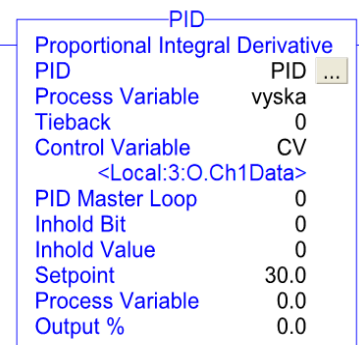 PID
Proportional Integral Derivative
PID PID ...
Process Variable vyska
Tieback 0
Control Variable CV
<Local:3:O.Ch1Data>
PID Master Loop 0
Inhold Bit 0
Inhold Value 0
Setpoint 30.0
Process Variable 0.0
Output % 0.0